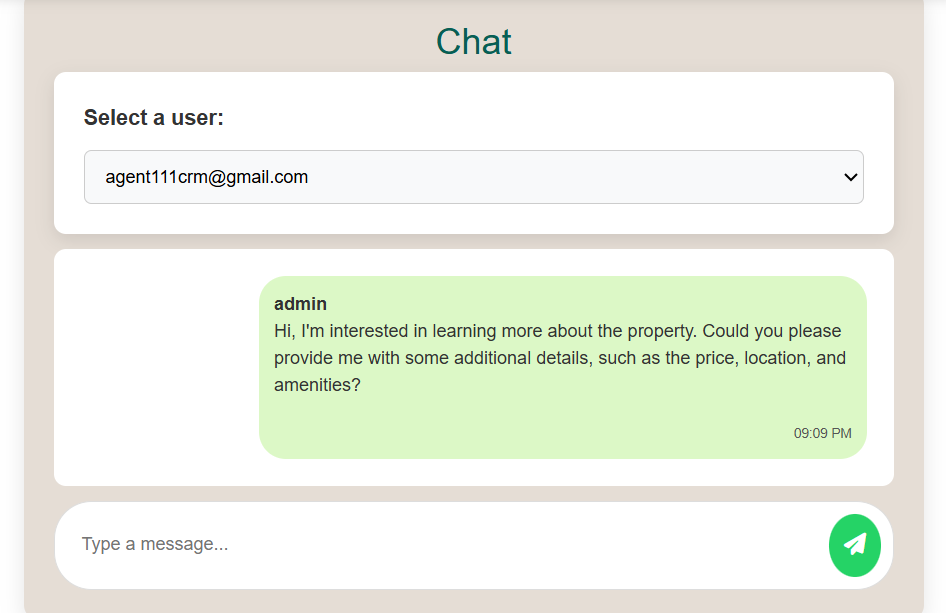 Chat
Select a user:
agent111crm@gmail.com
admin
Hi, I'm interested in learning more about the property. Could you please
provide me with some additional details, such as the price, location, and
amenities?
09:09 PM
Type a message...